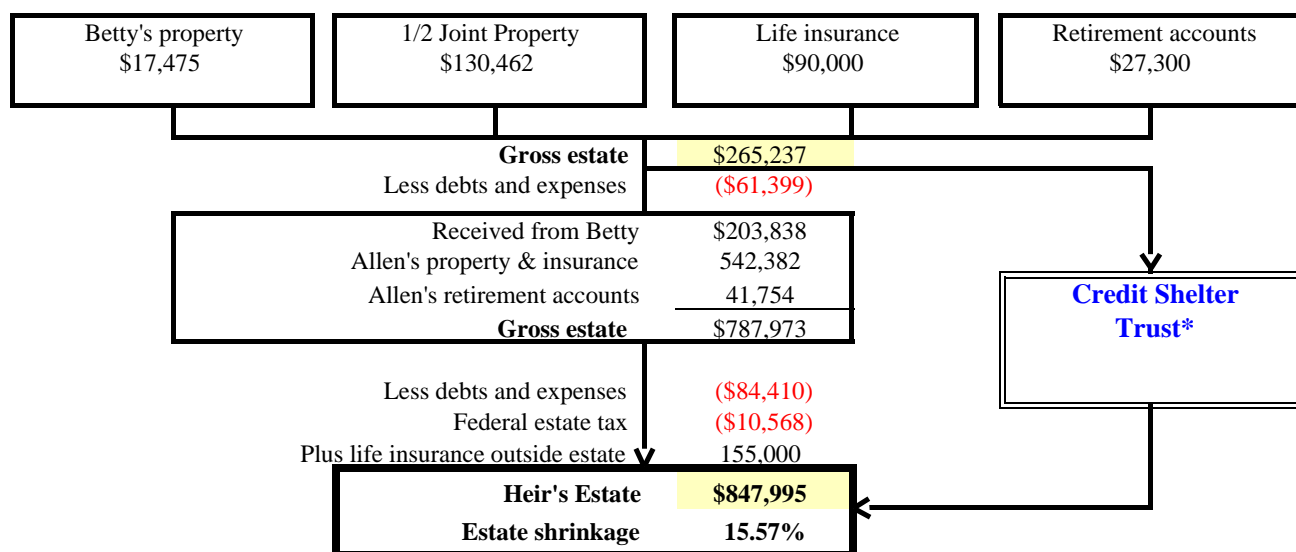 Betty's property
$17,475
1/2 Joint Property
$130,462
Life insurance
$90,000
Retirement accounts
$27,300
Gross estate $265,237
Less debts and expenses ($61,399)
Received from Betty $203,838
Allen's property & insurance 542,382
Allen's retirement accounts 41,754
Gross estate $787,973
Credit Shelter
Trust*
Less debts and expenses ($84,410)
Federal estate tax ($10,568)
Plus life insurance outside estate 155,000
Heir's Estate $847,995
Estate shrinkage 15.57%